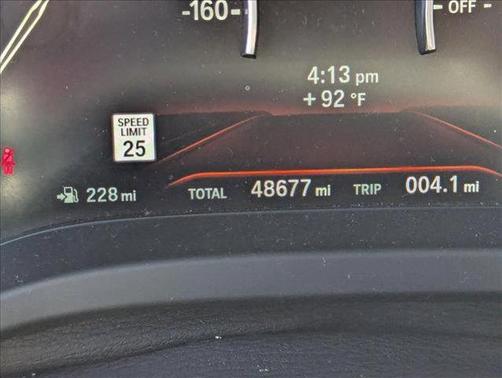 -160-
- OFF -
4:13 pm
+92 °F
SPEED
LIMIT
25
228 mi
TOTAL 48677 mi TRIP 004.1 mi